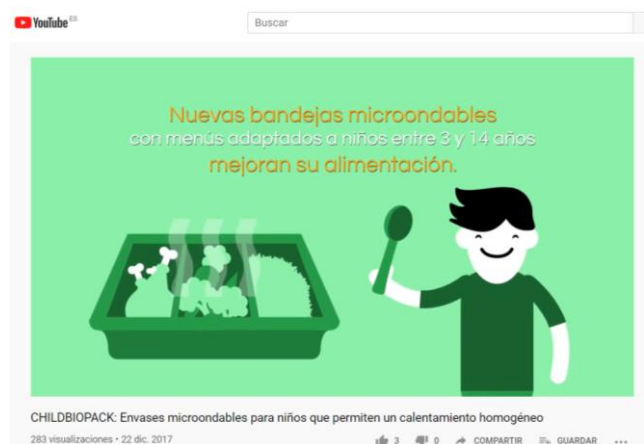 YouTube ES
Buscar
Nuevas bandejas microondables
con menús adaptados a niños entre 3 y 14 años
mejoran su alimentación.
CHILDBIOPACK: Envases microondables para niños que permiten un calentamiento homogéneo
283 visualizaciones • 22 dic. 2017 3 0 COMPARTIR GUARDAR ...